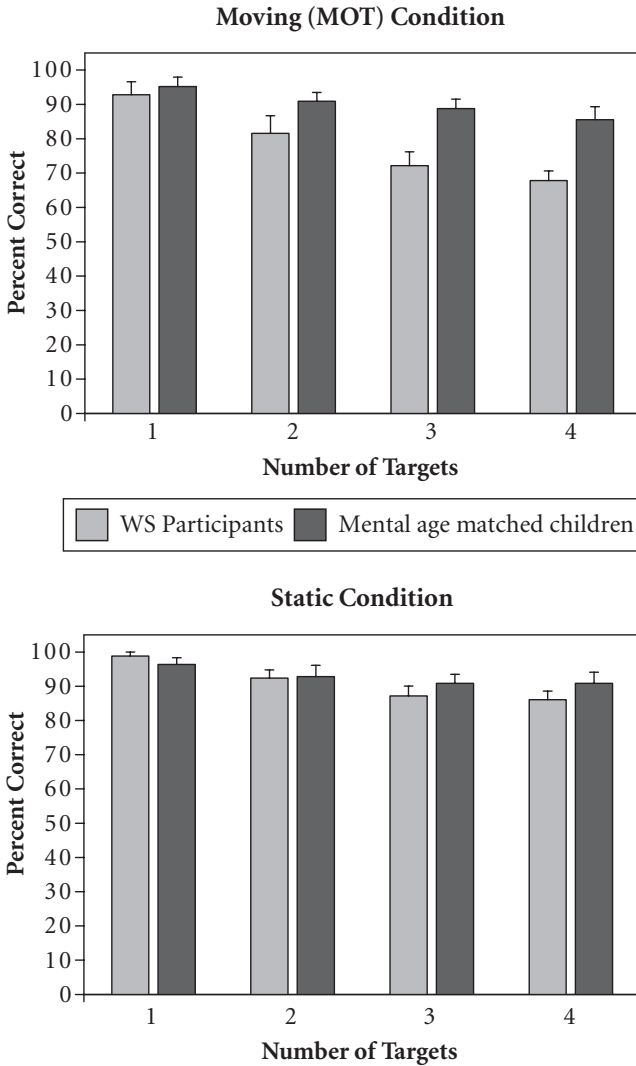 Moving (MOT) Condition
100
90
80
70
60
50
40
30
20
10
0
Percent Correct
1 2 3 4
Number of Targets
WS Participants Mental age matched children
Static Condition
100
90
80
70
60
50
40
30
20
10
0
Percent Correct
1 2 3 4
Number of Targets